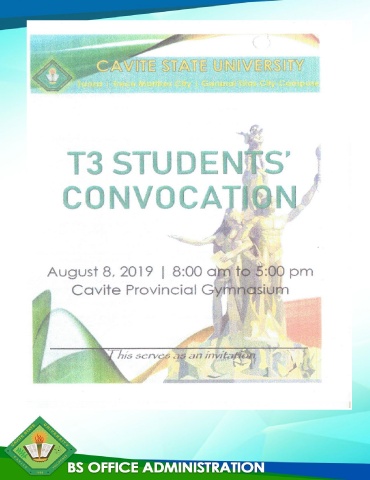 CAVITE STATE UNIVERSITY
T3 STUDENTS'
CONVOCATION
August 8, 2019 | 8:00 am to 5:00 pm
Cavite Provincial Gymnasium
This serves as an invitation
BS OFFICE ADMINISTRATION